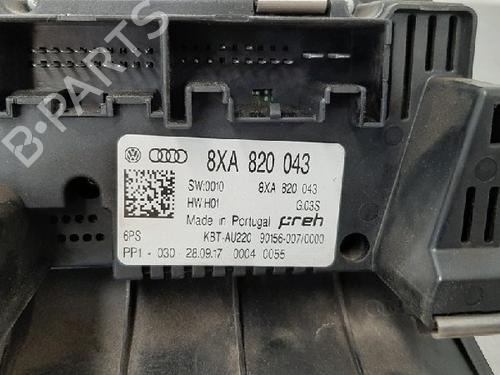 8XA 820 043
SW:0010 8XA 820 043
HW:H01 G.03S
Made in Portugal preh
6PS KBT-AU220 90156-007/0000
PP1 - 030 - 28.09.17 0004 0055
B-PARTS